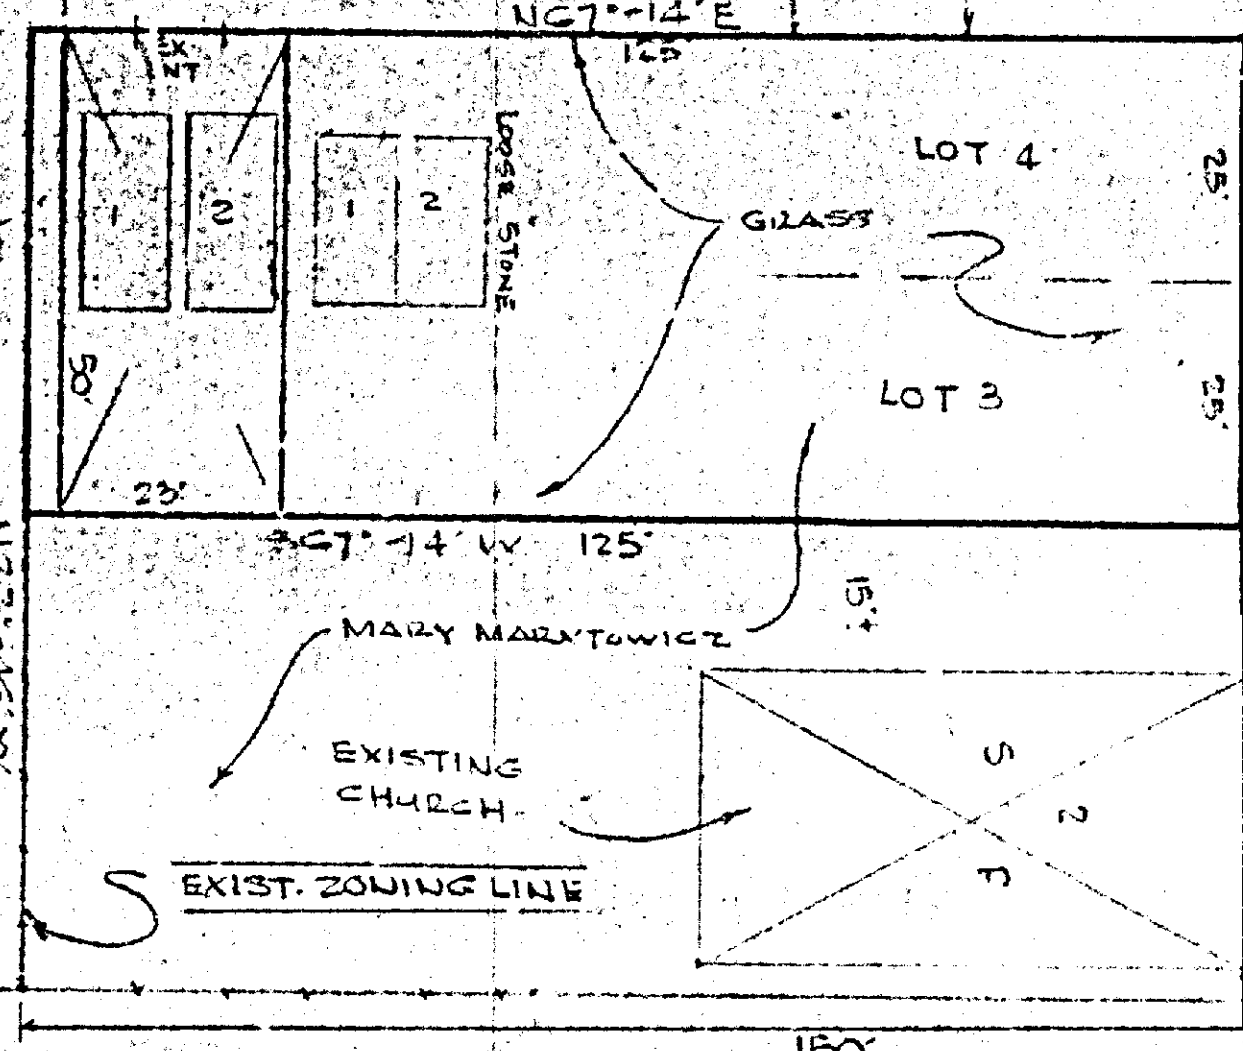 N67°-14' E
125'
EX
NT
LOT 4
25'
1
2
1
2
LOOSE STONE
GRASS
50'
LOT 3
25'
23'
S67°-14' W 125'
15'±
MARY MARKTOWICZ
EXISTING
CHURCH
S
2
F
EXIST. ZONING LINE
150'